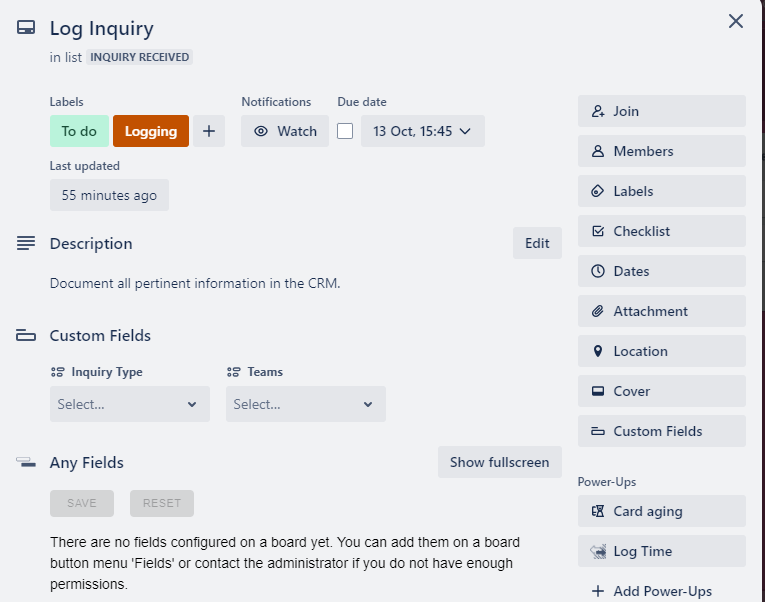 Log Inquiry
in list INQUIRY RECEIVED
Labels
To do
Logging
Notifications
Watch
Due date
13 Oct, 15:45
Last updated
55 minutes ago
Description
Edit
Document all pertinent information in the CRM.
Custom Fields
Inquiry Type
Select...
Teams
Select...
Any Fields
Show fullscreen
SAVE
RESET
There are no fields configured on a board yet. You can add them on a board
button menu 'Fields' or contact the administrator if you do not have enough
permissions.
Join
Members
Labels
Checklist
Dates
Attachment
Location
Cover
Custom Fields
Power-Ups
Card aging
Log Time
Add Power-Ups